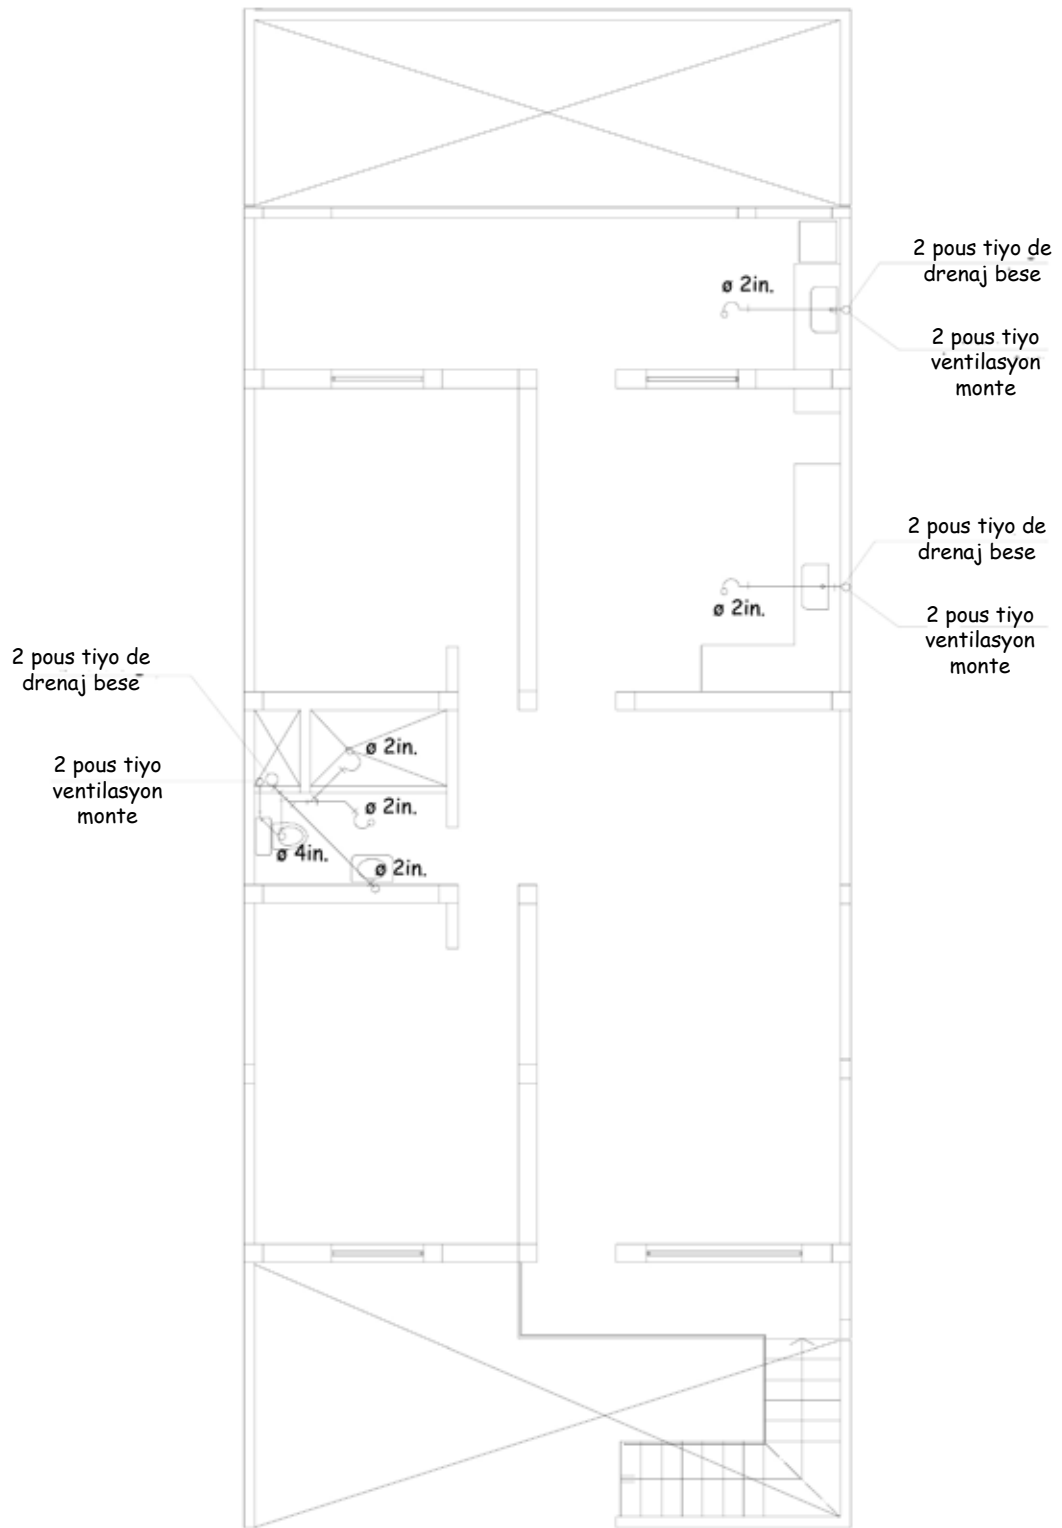 2 pous tiyo de
drenaj bese
ø 2in.
2 pous tiyo
ventilasyon
monte
2 pous tiyo de
drenaj bese
ø 2in.
2 pous tiyo
ventilasyon
monte
2 pous tiyo de
drenaj bese
ø 2in.
2 pous tiyo
ventilasyon
monte
ø 2in.
ø 4in.
ø 2in.